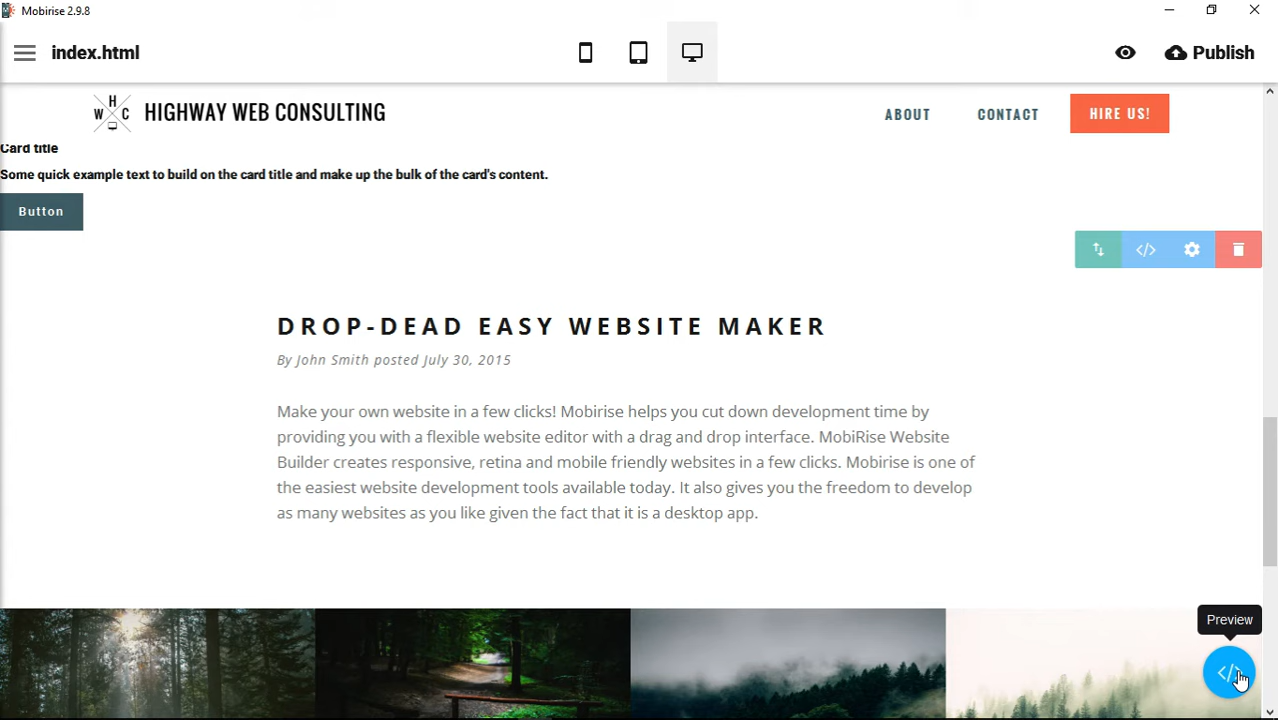 Mobirise 2.9.8
index.html
Publish
W H C HIGHWAY WEB CONSULTING
ABOUT CONTACT HIRE US!
Card title
Some quick example text to build on the card title and make up the bulk of the card's content.
Button
</>
DROP-DEAD EASY WEBSITE MAKER
By John Smith posted July 30, 2015
Make your own website in a few clicks! Mobirise helps you cut down development time by
providing you with a flexible website editor with a drag and drop interface. MobiRise Website
Builder creates responsive, retina and mobile friendly websites in a few clicks. Mobirise is one of
the easiest website development tools available today. It also gives you the freedom to develop
as many websites as you like given the fact that it is a desktop app.
Preview
</>